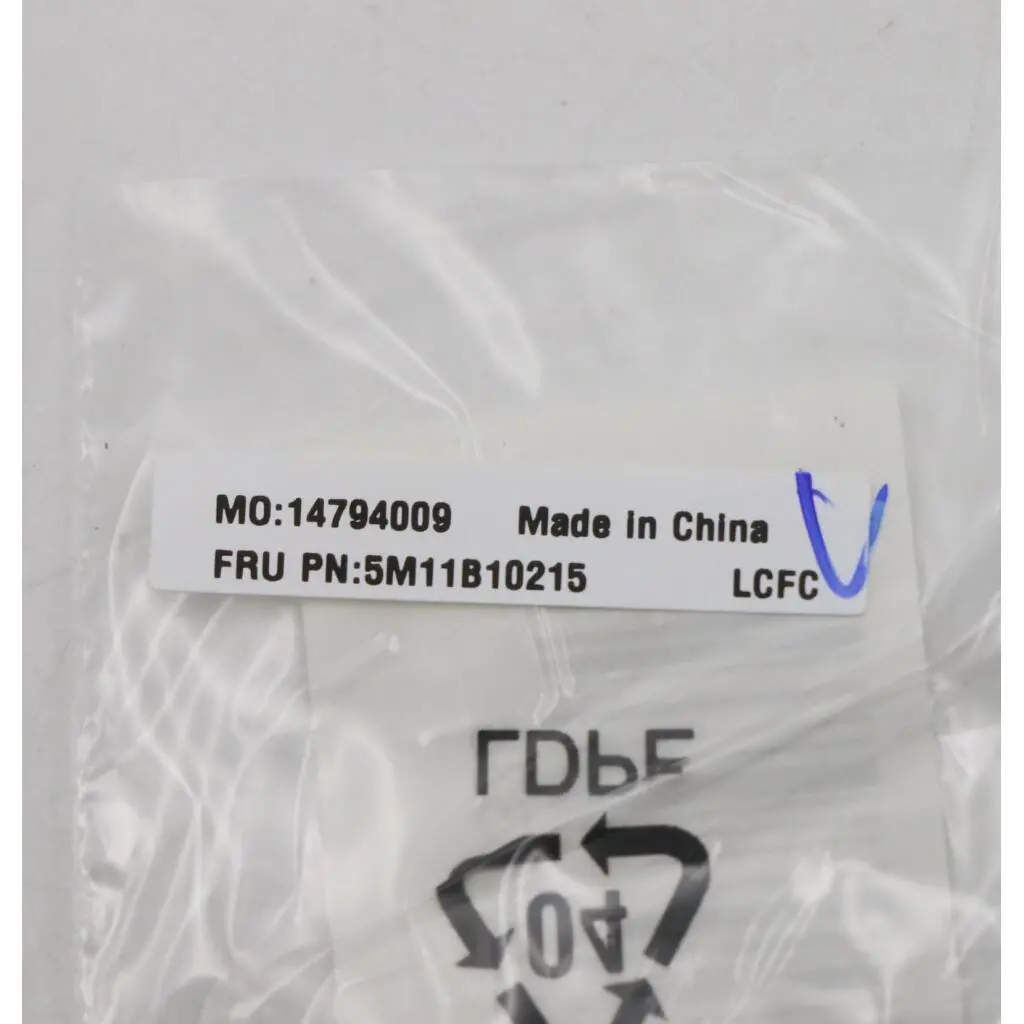 MO:14794009 Made in China
FRU PN:5M11B10215 LCFC
LDPE
04